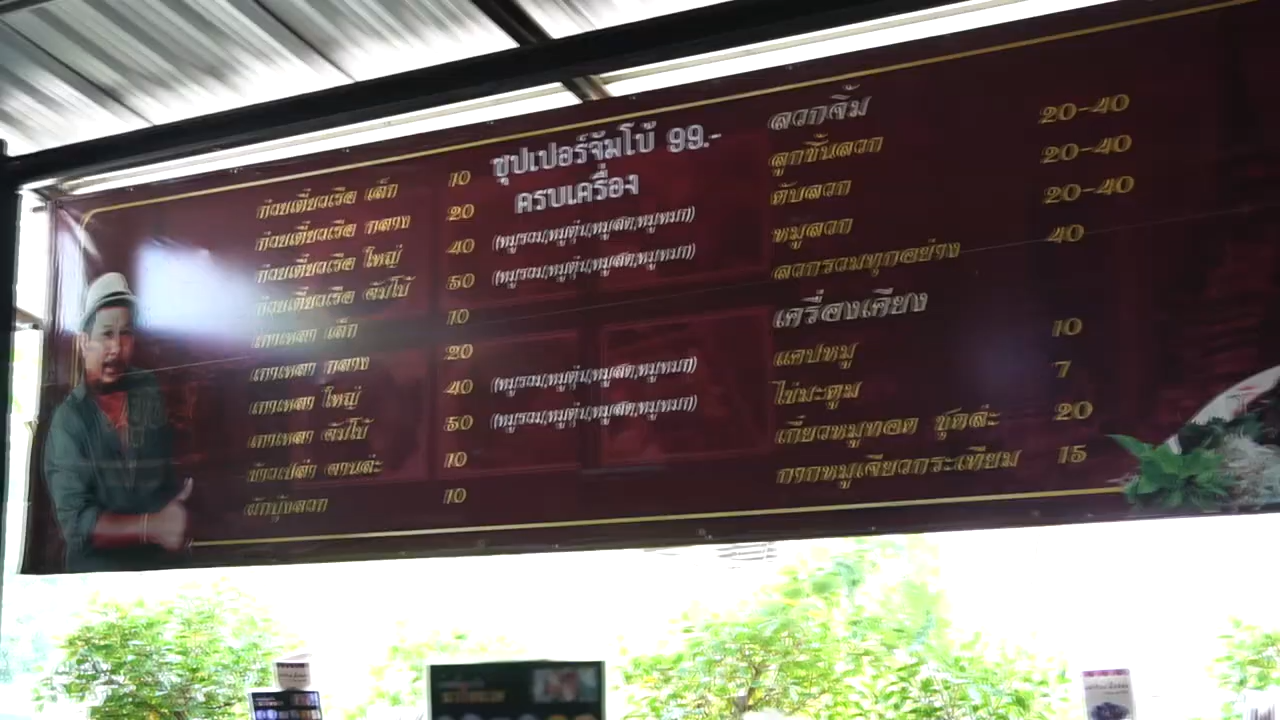 ก๋วยเตี๋ยวเรือ เล็ก 10
ก๋วยเตี๋ยวเรือ กลาง 20
ก๋วยเตี๋ยวเรือ ใหญ่ 40
ก๋วยเตี๋ยวเรือ จัมโบ้ 50
เกาเหลา เล็ก 10
เกาเหลา กลาง 20
เกาเหลา ใหญ่ 40
เกาเหลา จัมโบ้ 50
ข้าวเปล่า จานล่ะ 10
ผักบุ้งลวก 10
ซุปเปอร์จัมโบ้ 99.-
ครบเครื่อง
(หมูรวม,หมูตุ๋น,หมูสด,หมูหมก)
(หมูรวม,หมูตุ๋น,หมูสด,หมูหมก)
(หมูรวม,หมูตุ๋น,หมูสด,หมูหมก)
(หมูรวม,หมูตุ๋น,หมูสด,หมูหมก)
ลวกจิ้ม
ลูกชิ้นลวก 20-40
ตับลวก 20-40
หมูลวก 20-40
ลวกรวมทุกอย่าง 40
เครื่องเคียง
แคปหมู 10
ไข่มะตูม 7
เกี๊ยวหมูทอด ชุดล่ะ 20
กากหมูเจียวกระเทียม 15